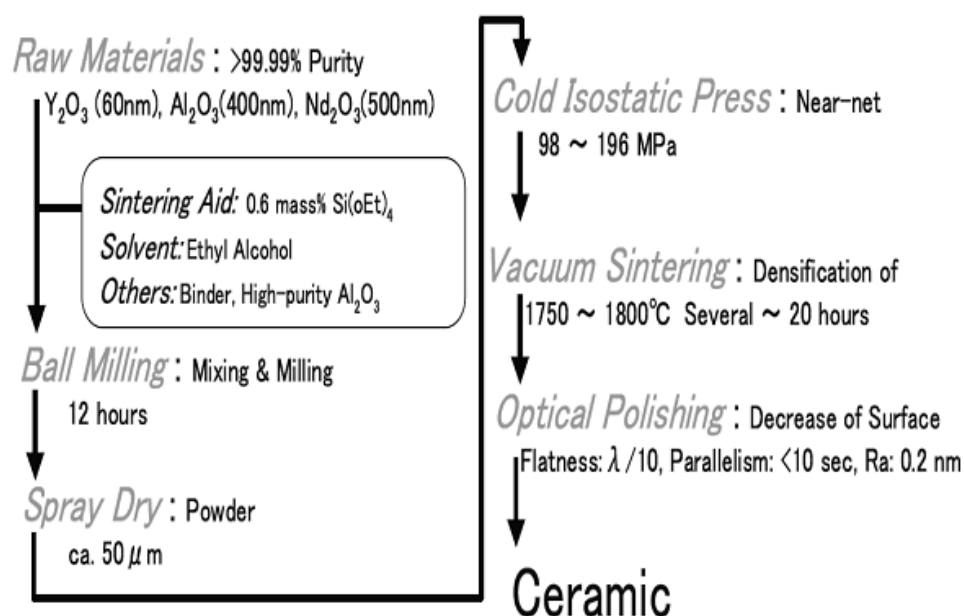 Raw Materials : >99.99% Purity
Y₂O₃ (60nm), Al₂O₃(400nm), Nd₂O₃(500nm)
Sintering Aid: 0.6 mass% Si(oEt)₄
Solvent: Ethyl Alcohol
Others: Binder, High-purity Al₂O₃
Ball Milling : Mixing & Milling
12 hours
Spray Dry : Powder
ca. 50μm
Cold Isostatic Press : Near-net
98 ~ 196 MPa
Vacuum Sintering : Densification of
1750 ~ 1800℃ Several ~ 20 hours
Optical Polishing : Decrease of Surface
Flatness: λ/10, Parallelism: <10 sec, Ra: 0.2 nm
Ceramic